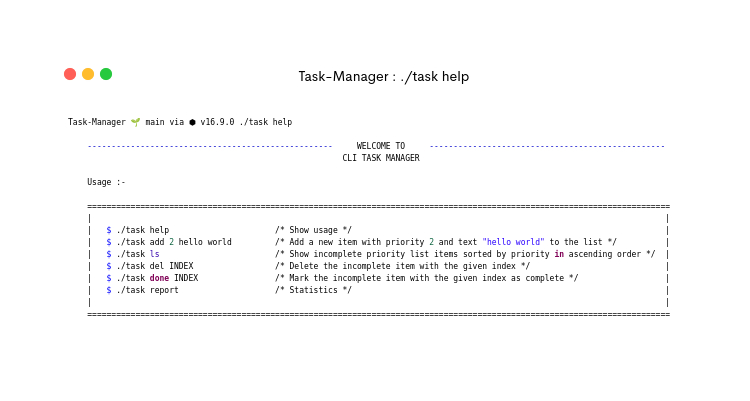 Task-Manager : ./task help
Task-Manager 🌱 main via ⬢ v16.9.0 ./task help
--------------------------------------------------- WELCOME TO -------------------------------------------------
CLI TASK MANAGER
Usage :-
=========================================================================================================================
| |
| $ ./task help /* Show usage */ |
| $ ./task add 2 hello world /* Add a new item with priority 2 and text "hello world" to the list */ |
| $ ./task ls /* Show incomplete priority list items sorted by priority in ascending order */ |
| $ ./task del INDEX /* Delete the incomplete item with the given index */ |
| $ ./task done INDEX /* Mark the incomplete item with the given index as complete */ |
| $ ./task report /* Statistics */ |
| |
=========================================================================================================================